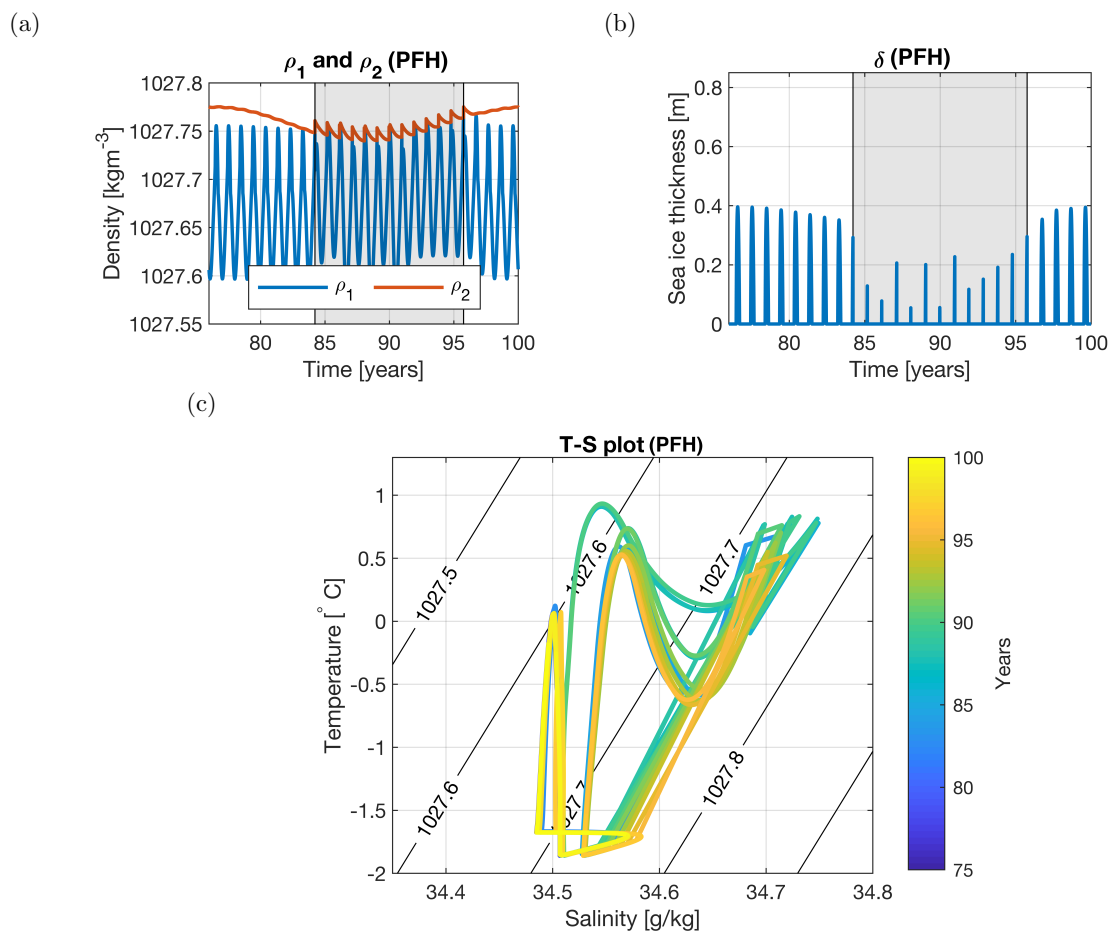 (a)
(b)
ρ1 and ρ2 (PFH)
1027.8
1027.75
1027.7
1027.65
1027.6
1027.55
Density [kgm-3]
ρ1 ρ2
80 85 90 95 100
Time [years]
δ (PFH)
0.8
0.6
0.4
0.2
0
Sea ice thickness [m]
80 85 90 95 100
Time [years]
(c)
T-S plot (PFH)
1
0.5
0
-0.5
-1
-1.5
-2
Temperature [° C]
1027.5
1027.6
1027.7
1027.6
1027.7
1027.8
34.4 34.5 34.6 34.7 34.8
Salinity [g/kg]
100
95
90
85
80
75
Years